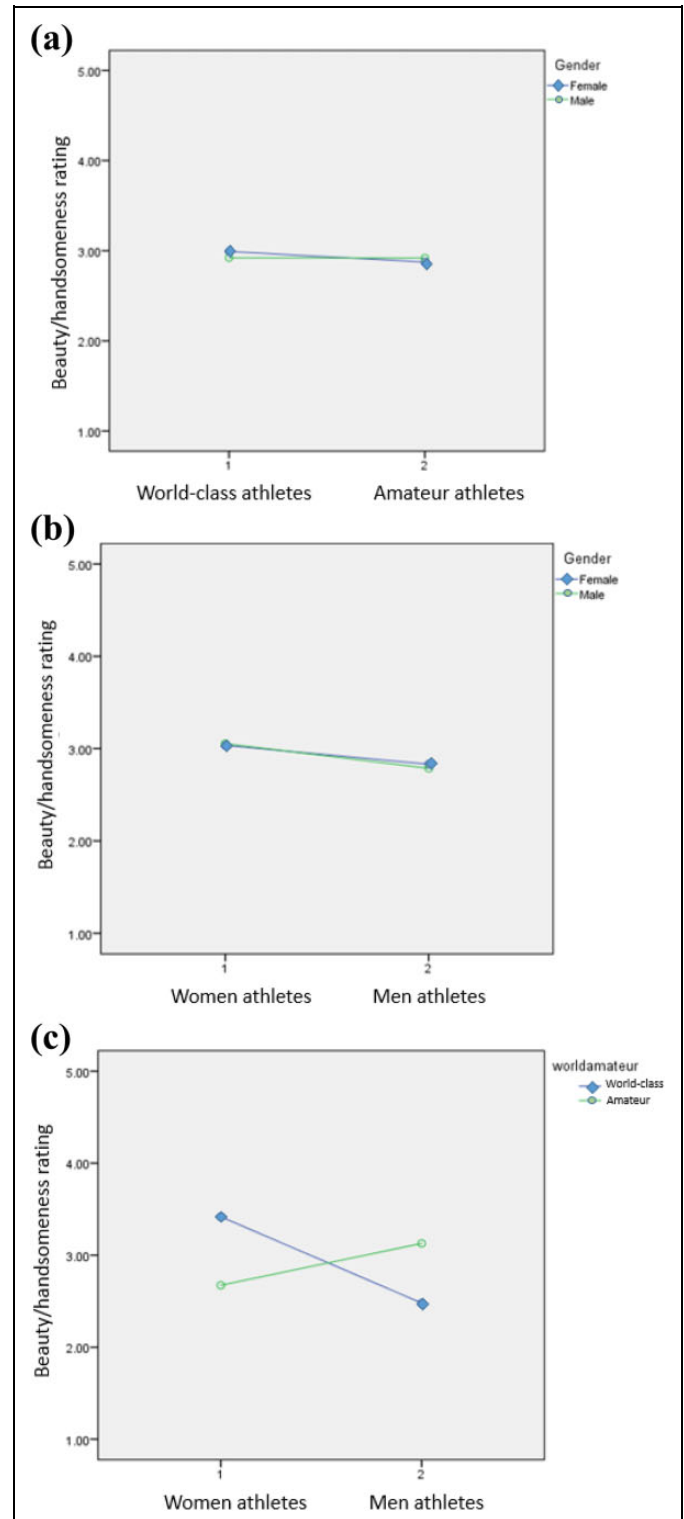 (a)
Beauty/handsomeness rating
5.00
4.00
3.00
2.00
1.00
1
2
World-class athletes
Amateur athletes
Gender
Female
Male
(b)
Beauty/handsomeness rating
5.00
4.00
3.00
2.00
1.00
1
2
Women athletes
Men athletes
Gender
Female
Male
(c)
Beauty/handsomeness rating
5.00
4.00
3.00
2.00
1.00
1
2
Women athletes
Men athletes
worldamateur
World-class
Amateur